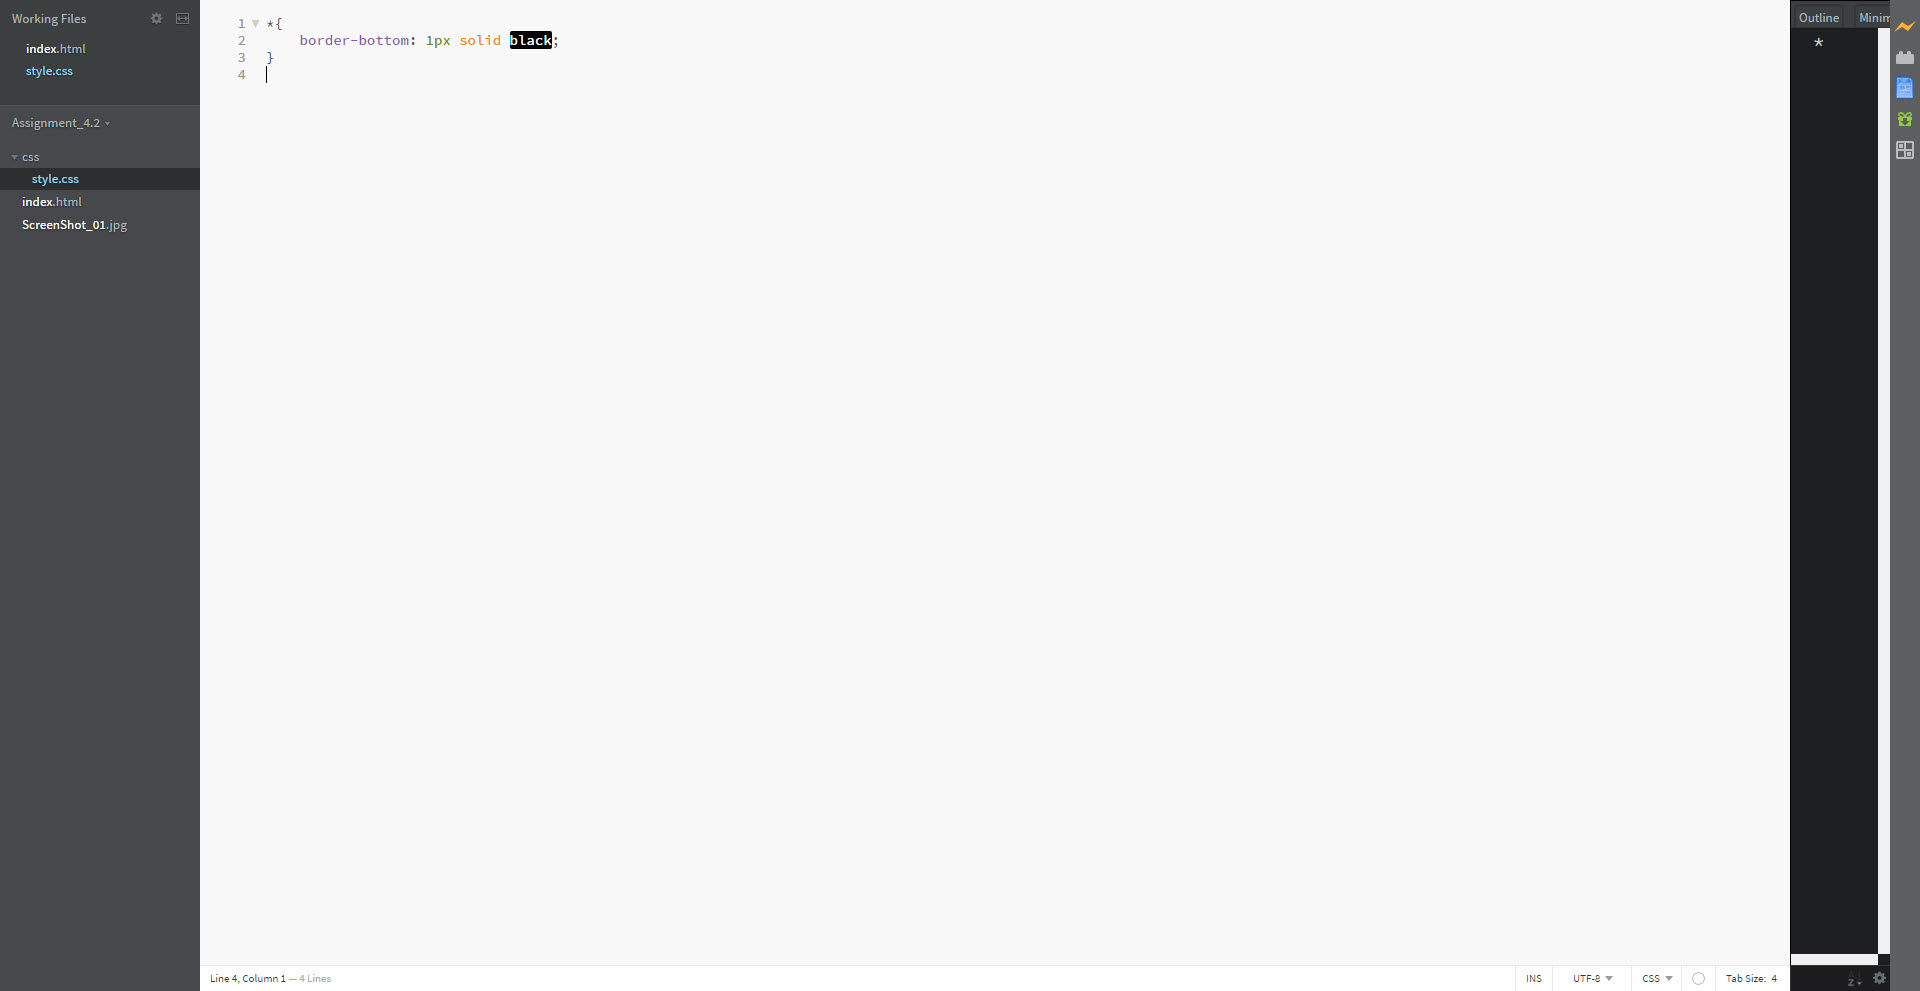 Working Files
index.html
style.css
Assignment_4.2
css
style.css
index.html
ScreenShot_01.jpg
1 *{
2 border-bottom: 1px solid black;
3 }
4
Outline Minim
*
Line 4, Column 1 — 4 Lines
INS UTF-8 CSS Tab Size: 4